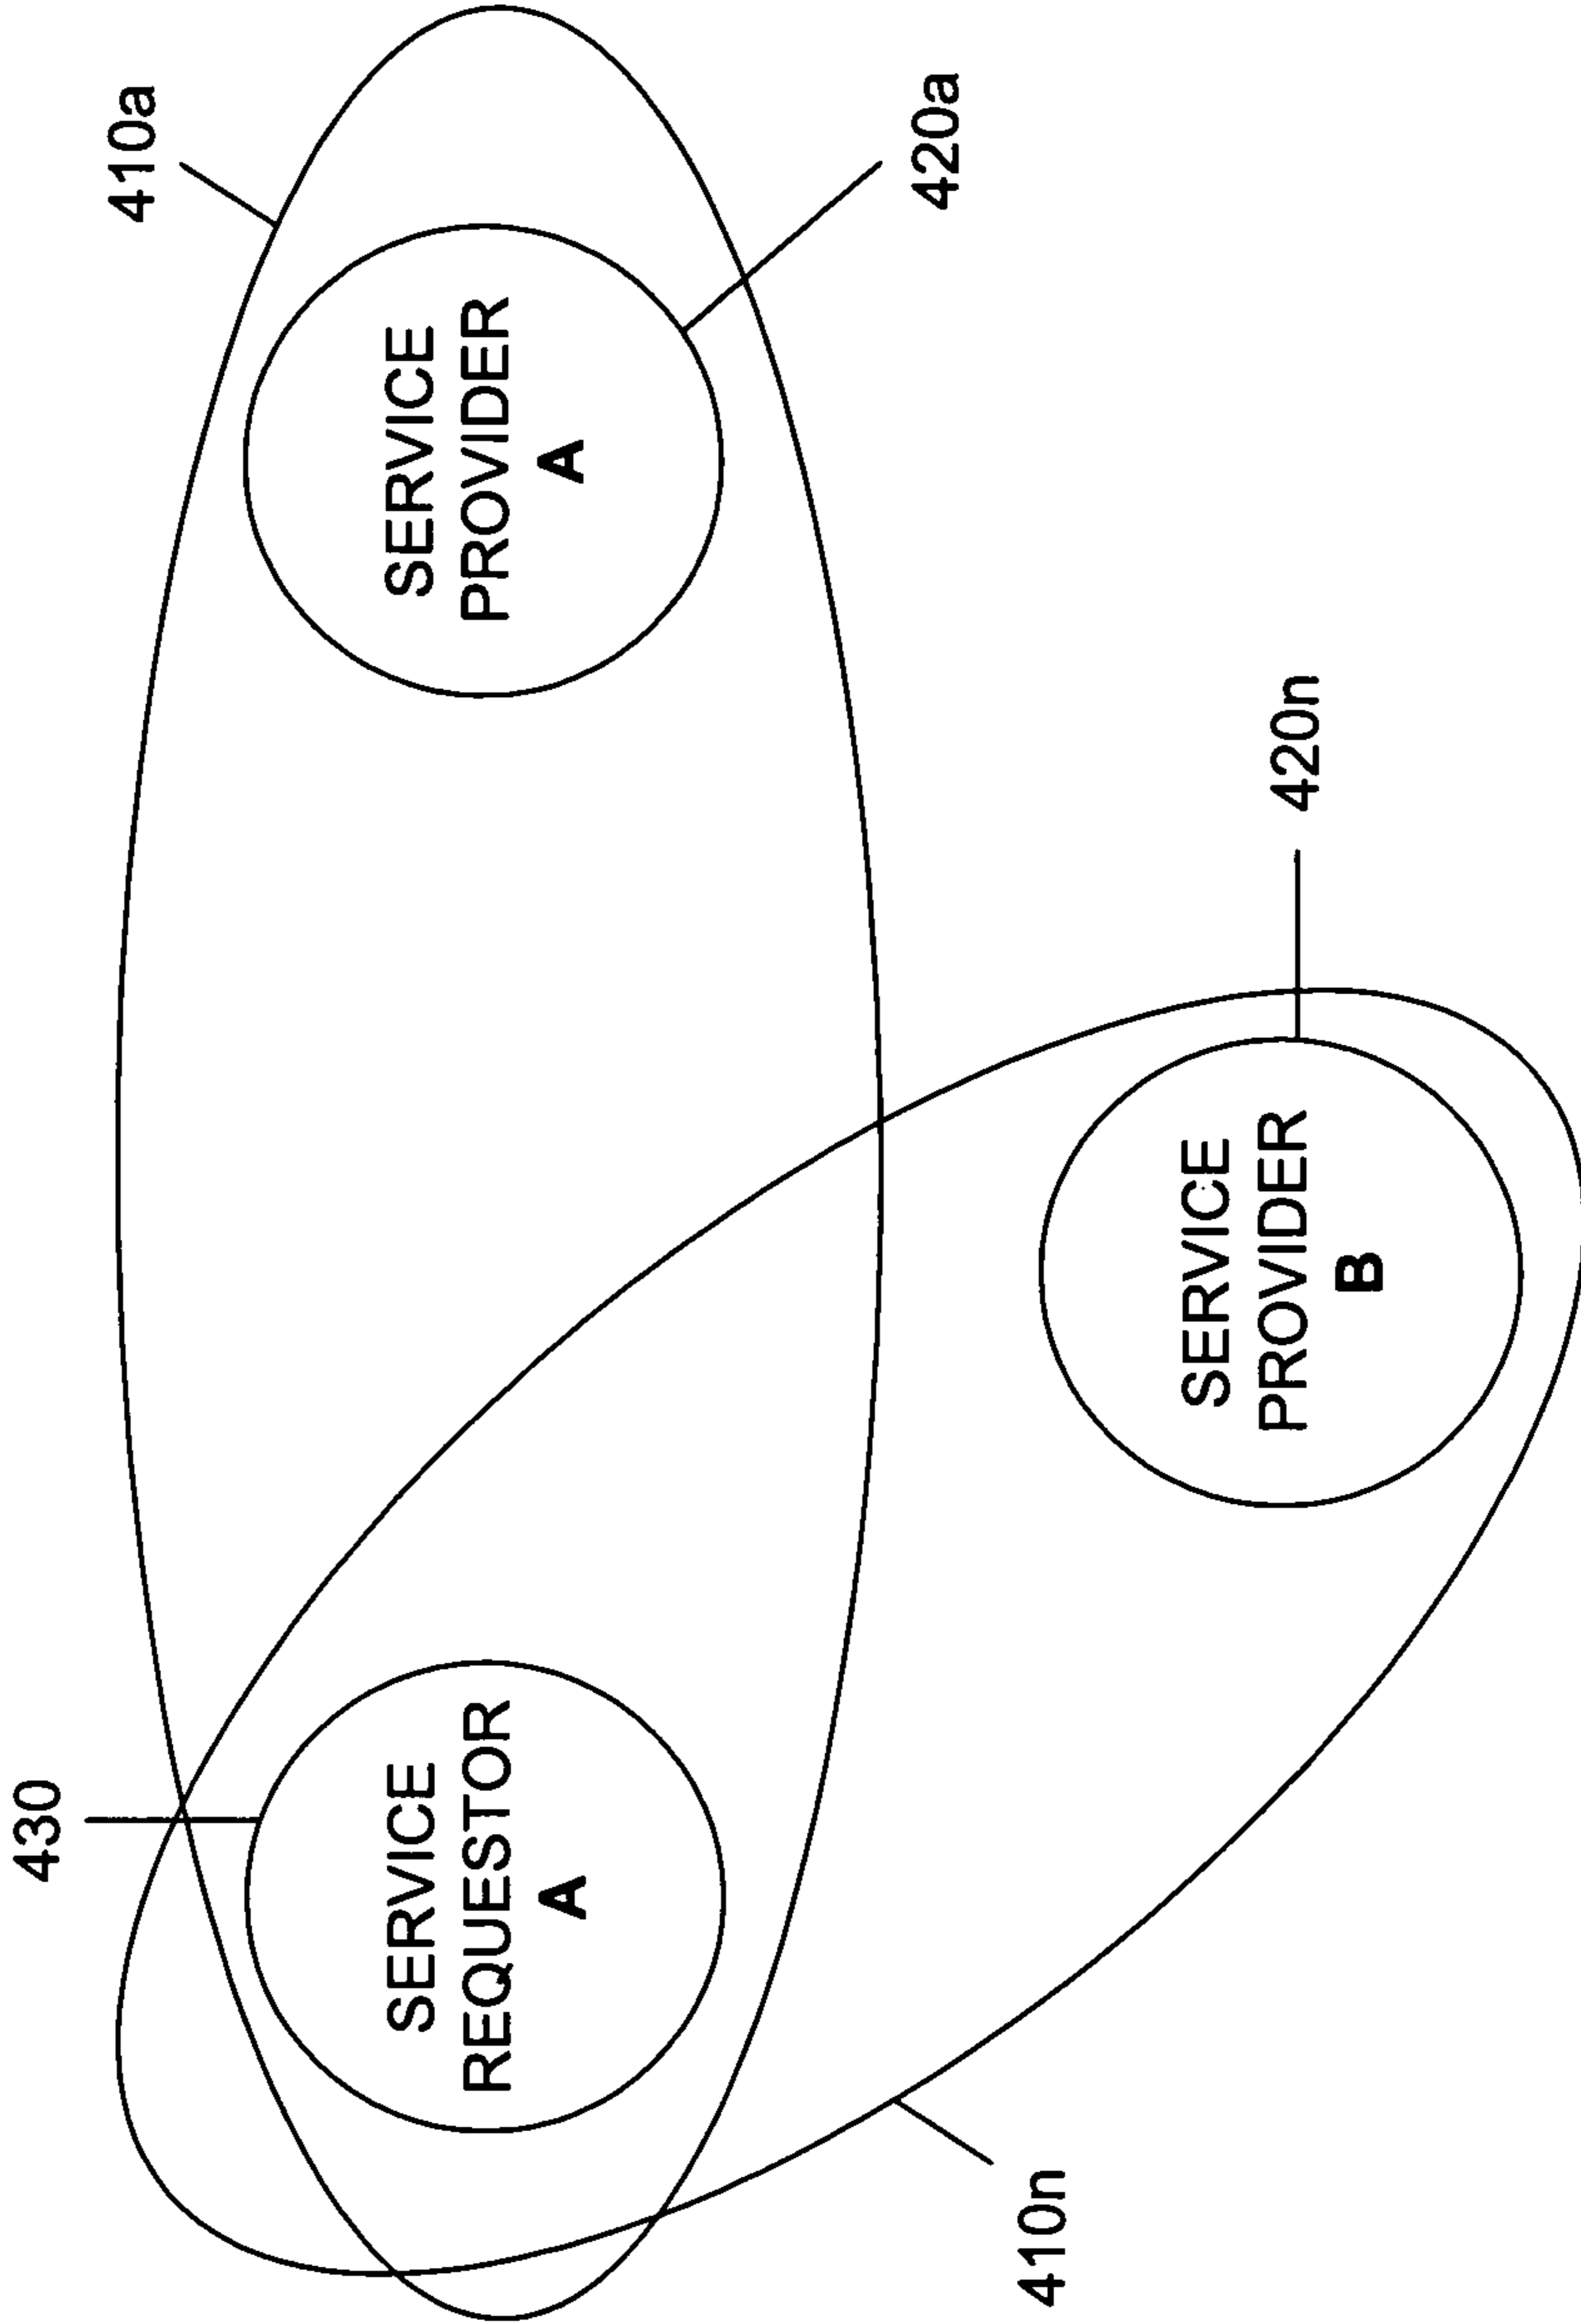 430
410a
SERVICE
REQUESTOR
A
SERVICE
PROVIDER
A
420a
410n
SERVICE
PROVIDER
B
420n